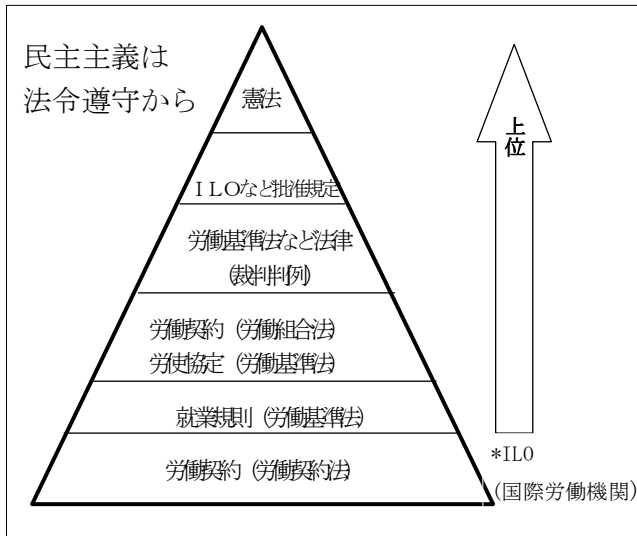 民主主義は
法令遵守から
憲法
ＩＬＯなど批准規定
労働基準法など法律
(裁判判例)
労働契約（労働組合法）
労使協定（労働基準法）
就業規則（労働基準法）
労働契約（労働契約法）
上位
*ILO
(国際労働機関)